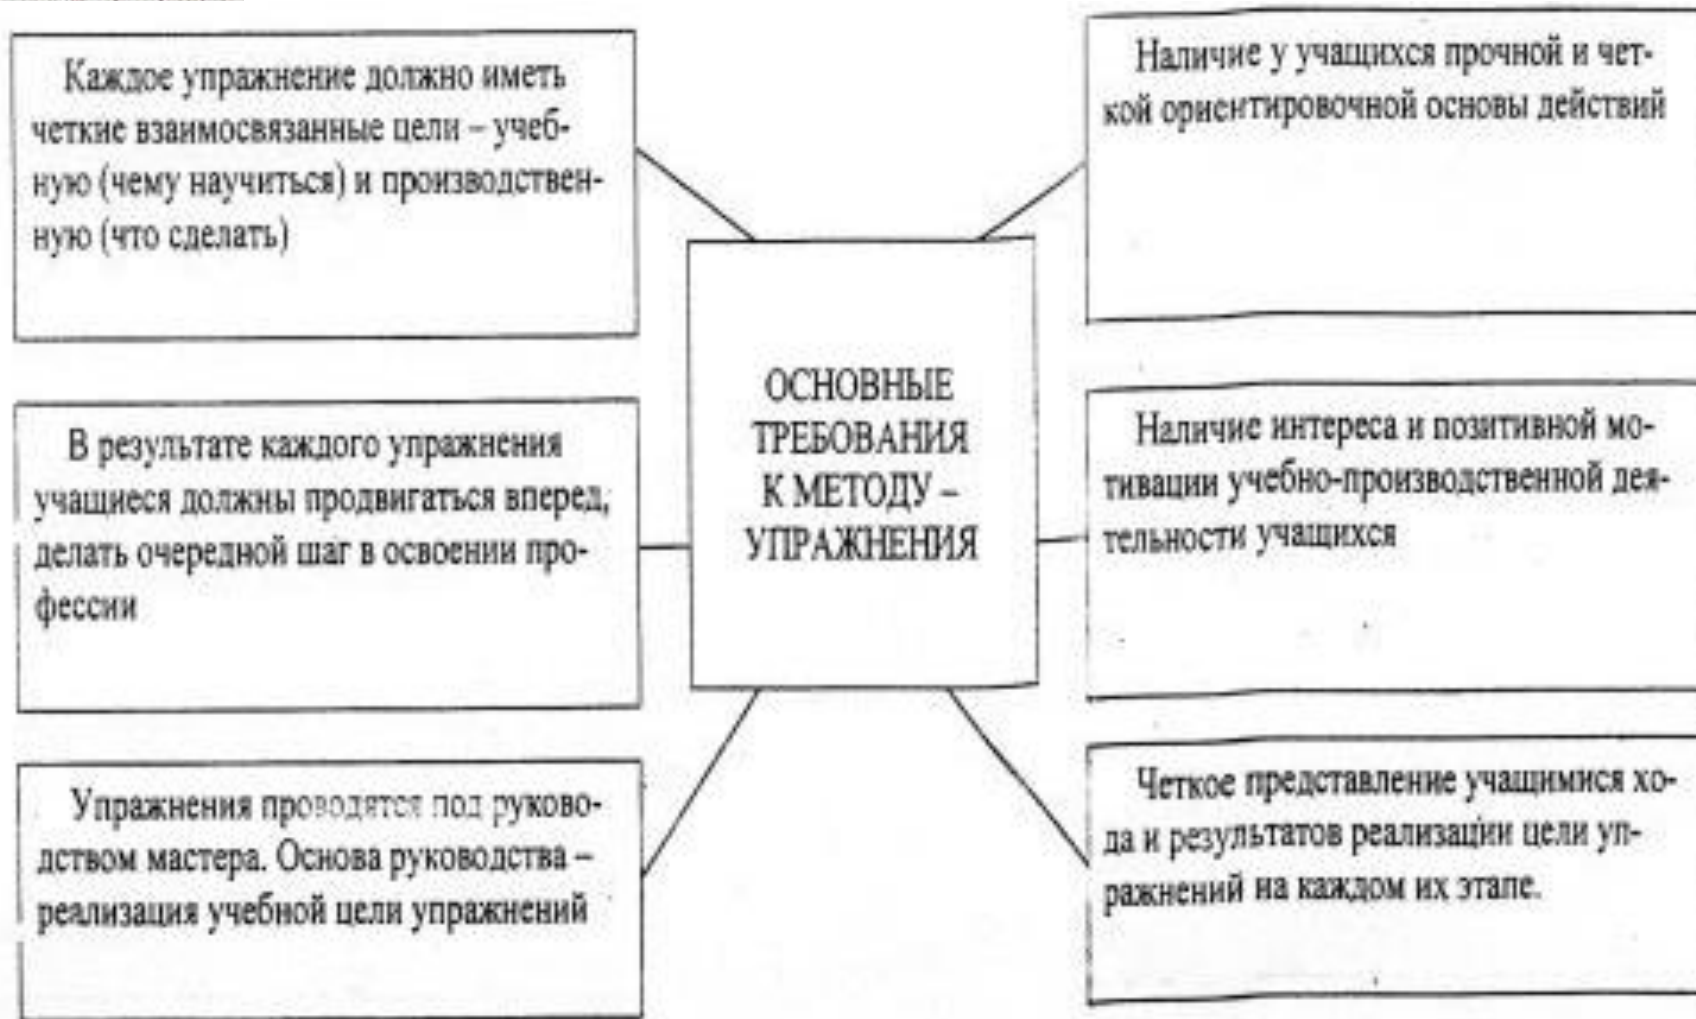 Каждое упражнение должно иметь
четкие взаимосвязанные цели – учеб-
ную (чему научиться) и производствен-
ную (что сделать)
В результате каждого упражнения
учащиеся должны продвигаться вперед,
делать очередной шаг в освоении про-
фессии
Упражнения проводятся под руково-
дством мастера. Основа руководства –
реализация учебной цели упражнений
ОСНОВНЫЕ
ТРЕБОВАНИЯ
К МЕТОДУ –
УПРАЖНЕНИЯ
Наличие у учащихся прочной и чет-
кой ориентировочной основы действий
Наличие интереса и позитивной мо-
тивации учебно-производственной дея-
тельности учащихся
Четкое представление учащимися хо-
да и результатов реализации цели уп-
ражнений на каждом их этапе.